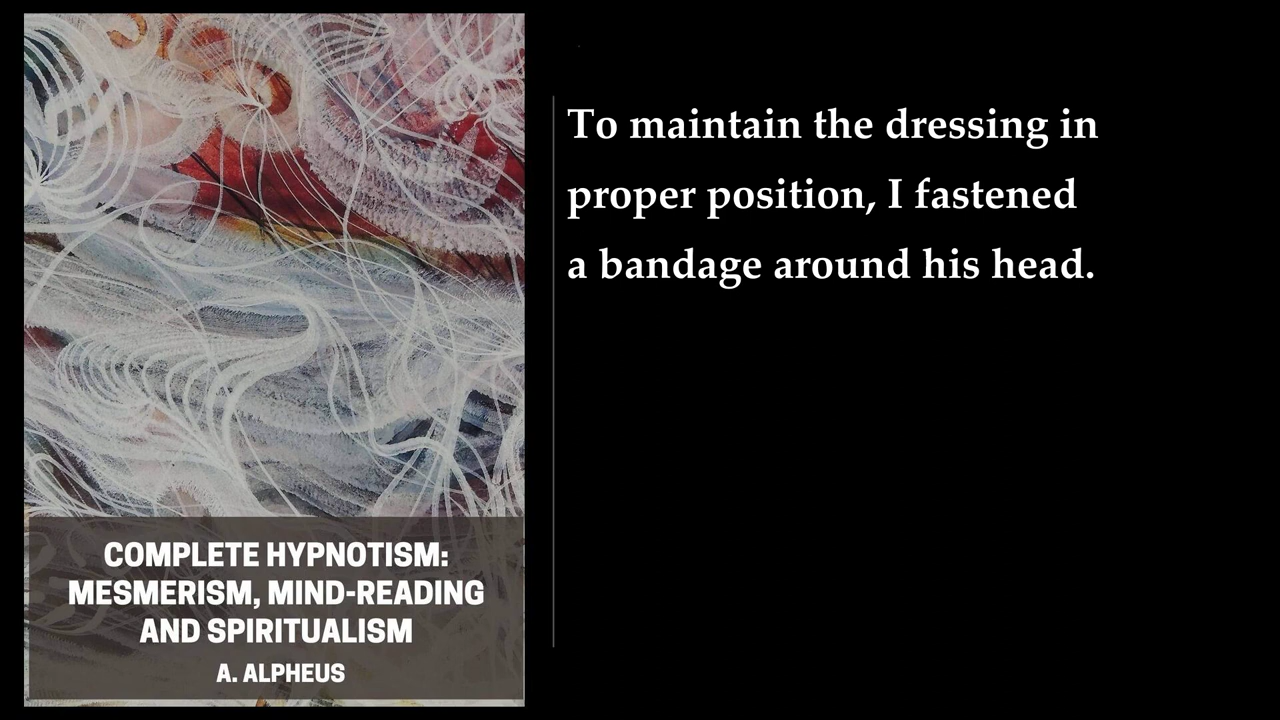 To maintain the dressing in
proper position, I fastened
a bandage around his head.
COMPLETE HYPNOTISM:
MESMERISM, MIND-READING
AND SPIRITUALISM
A. ALPHEUS